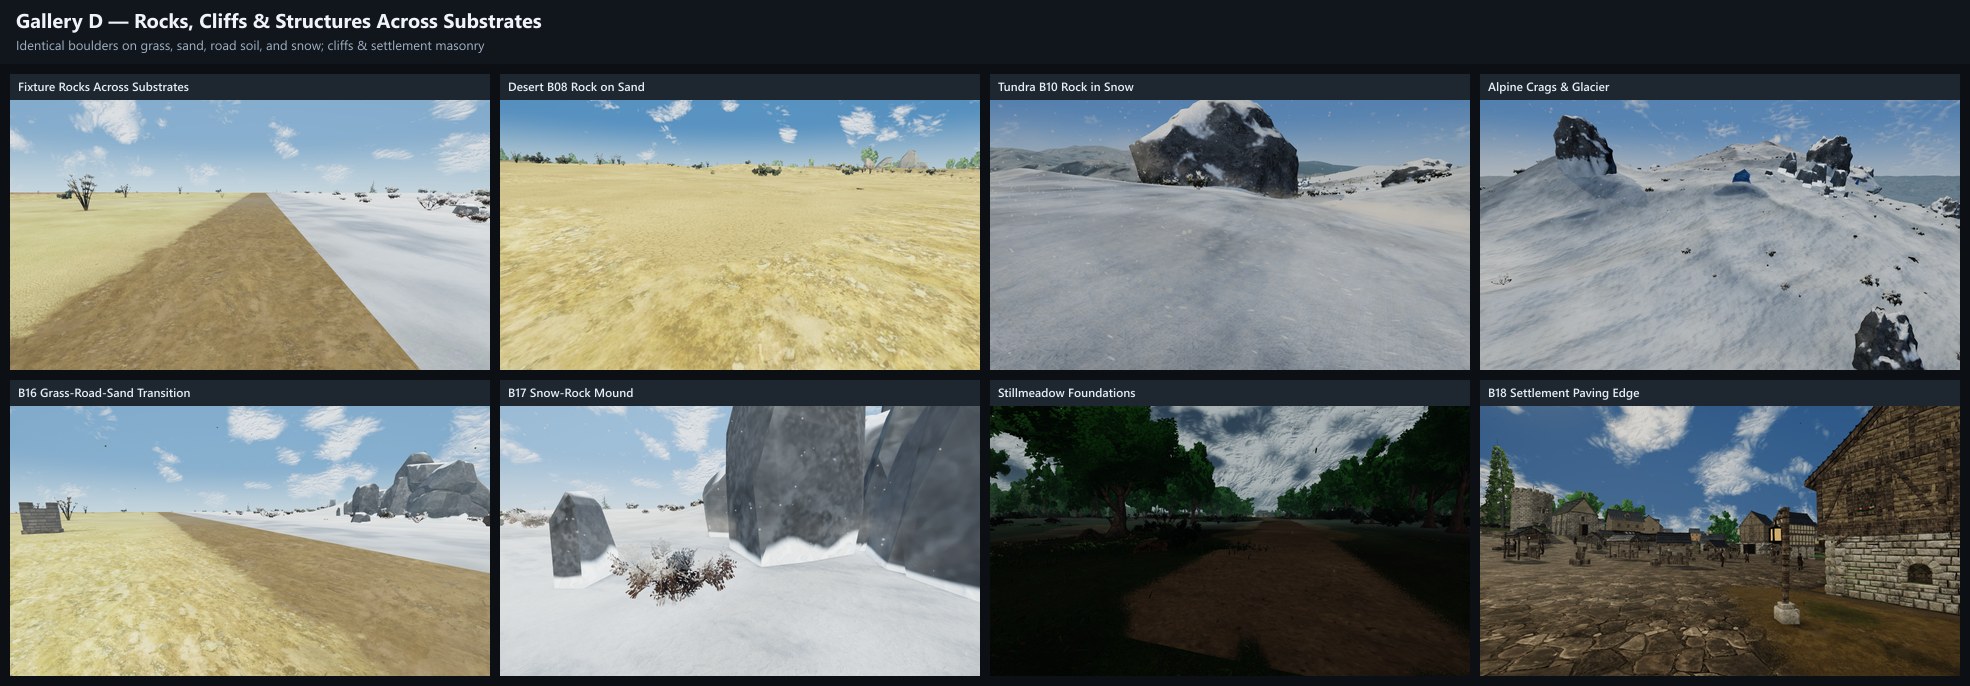 Gallery D — Rocks, Cliffs & Structures Across Substrates
Identical boulders on grass, sand, road soil, and snow; cliffs & settlement masonry
Fixture Rocks Across Substrates
Desert B08 Rock on Sand
Tundra B10 Rock in Snow
Alpine Crags & Glacier
B16 Grass-Road-Sand Transition
B17 Snow-Rock Mound
Stillmeadow Foundations
B18 Settlement Paving Edge